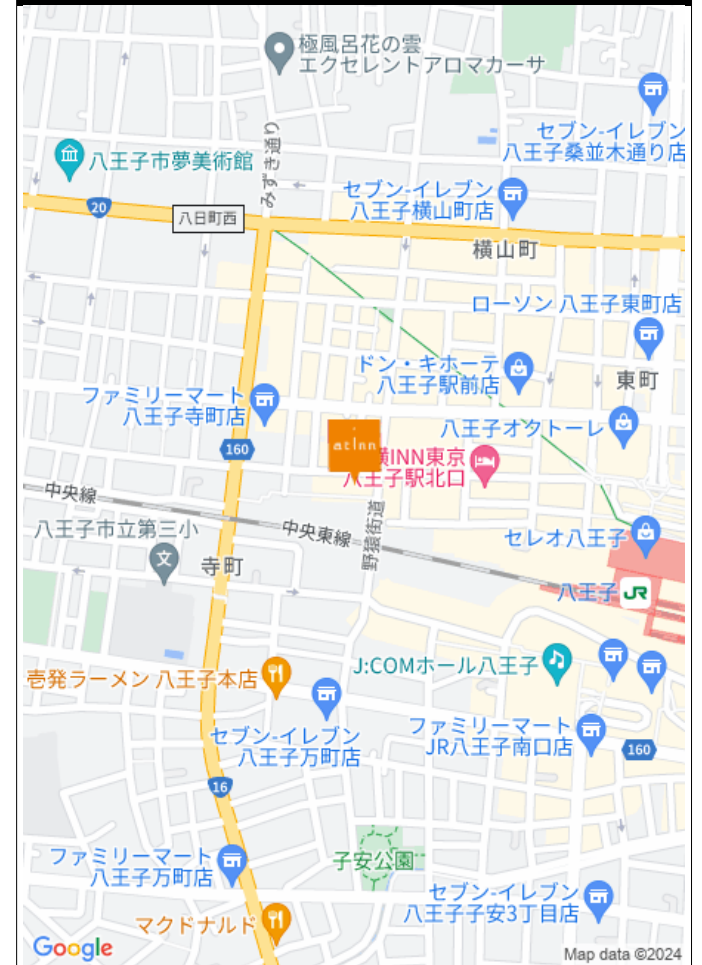 極風呂花の雲
エクセレントアロマカーサ
セブン-イレブン
八王子桑並木通り店
八王子市夢美術館
みずき通り
セブン-イレブン
八王子横山町店
20
八日町西
横山町
ローソン 八王子東町店
ドン・キホーテ
八王子駅前店
東町
ファミリーマート
八王子寺町店
八王子オクトーレ
atinn
160
横INN東京
八王子駅北口
中央線
八王子市立第三小
中央東線
野猿街道
セレオ八王子
文
寺町
八王子
JR
J:COMホール八王子
壱発ラーメン 八王子本店
セブン-イレブン
八王子万町店
ファミリーマート
JR八王子南口店
160
16
ファミリーマート
八王子万町店
子安公園
セブン-イレブン
八王子子安3丁目店
マクドナルド
Google
Map data ©2024